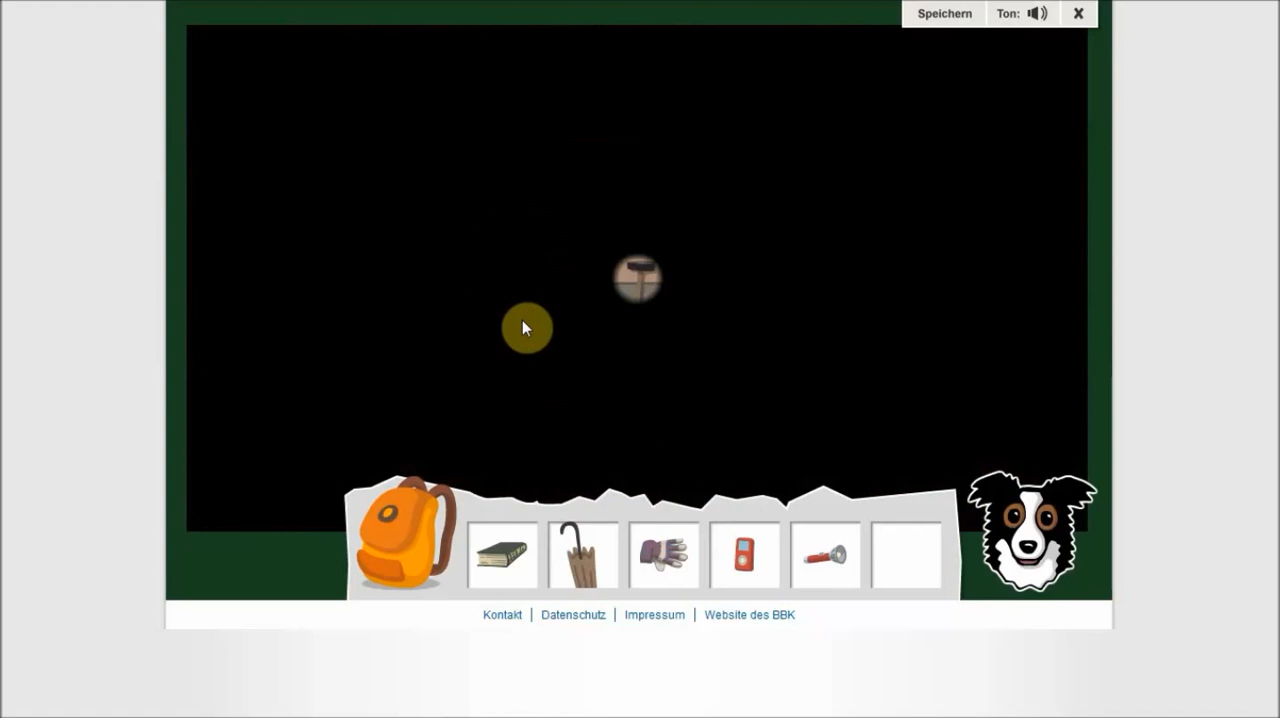 Speichern Ton: X
Kontakt | Datenschutz | Impressum | Website des BBK